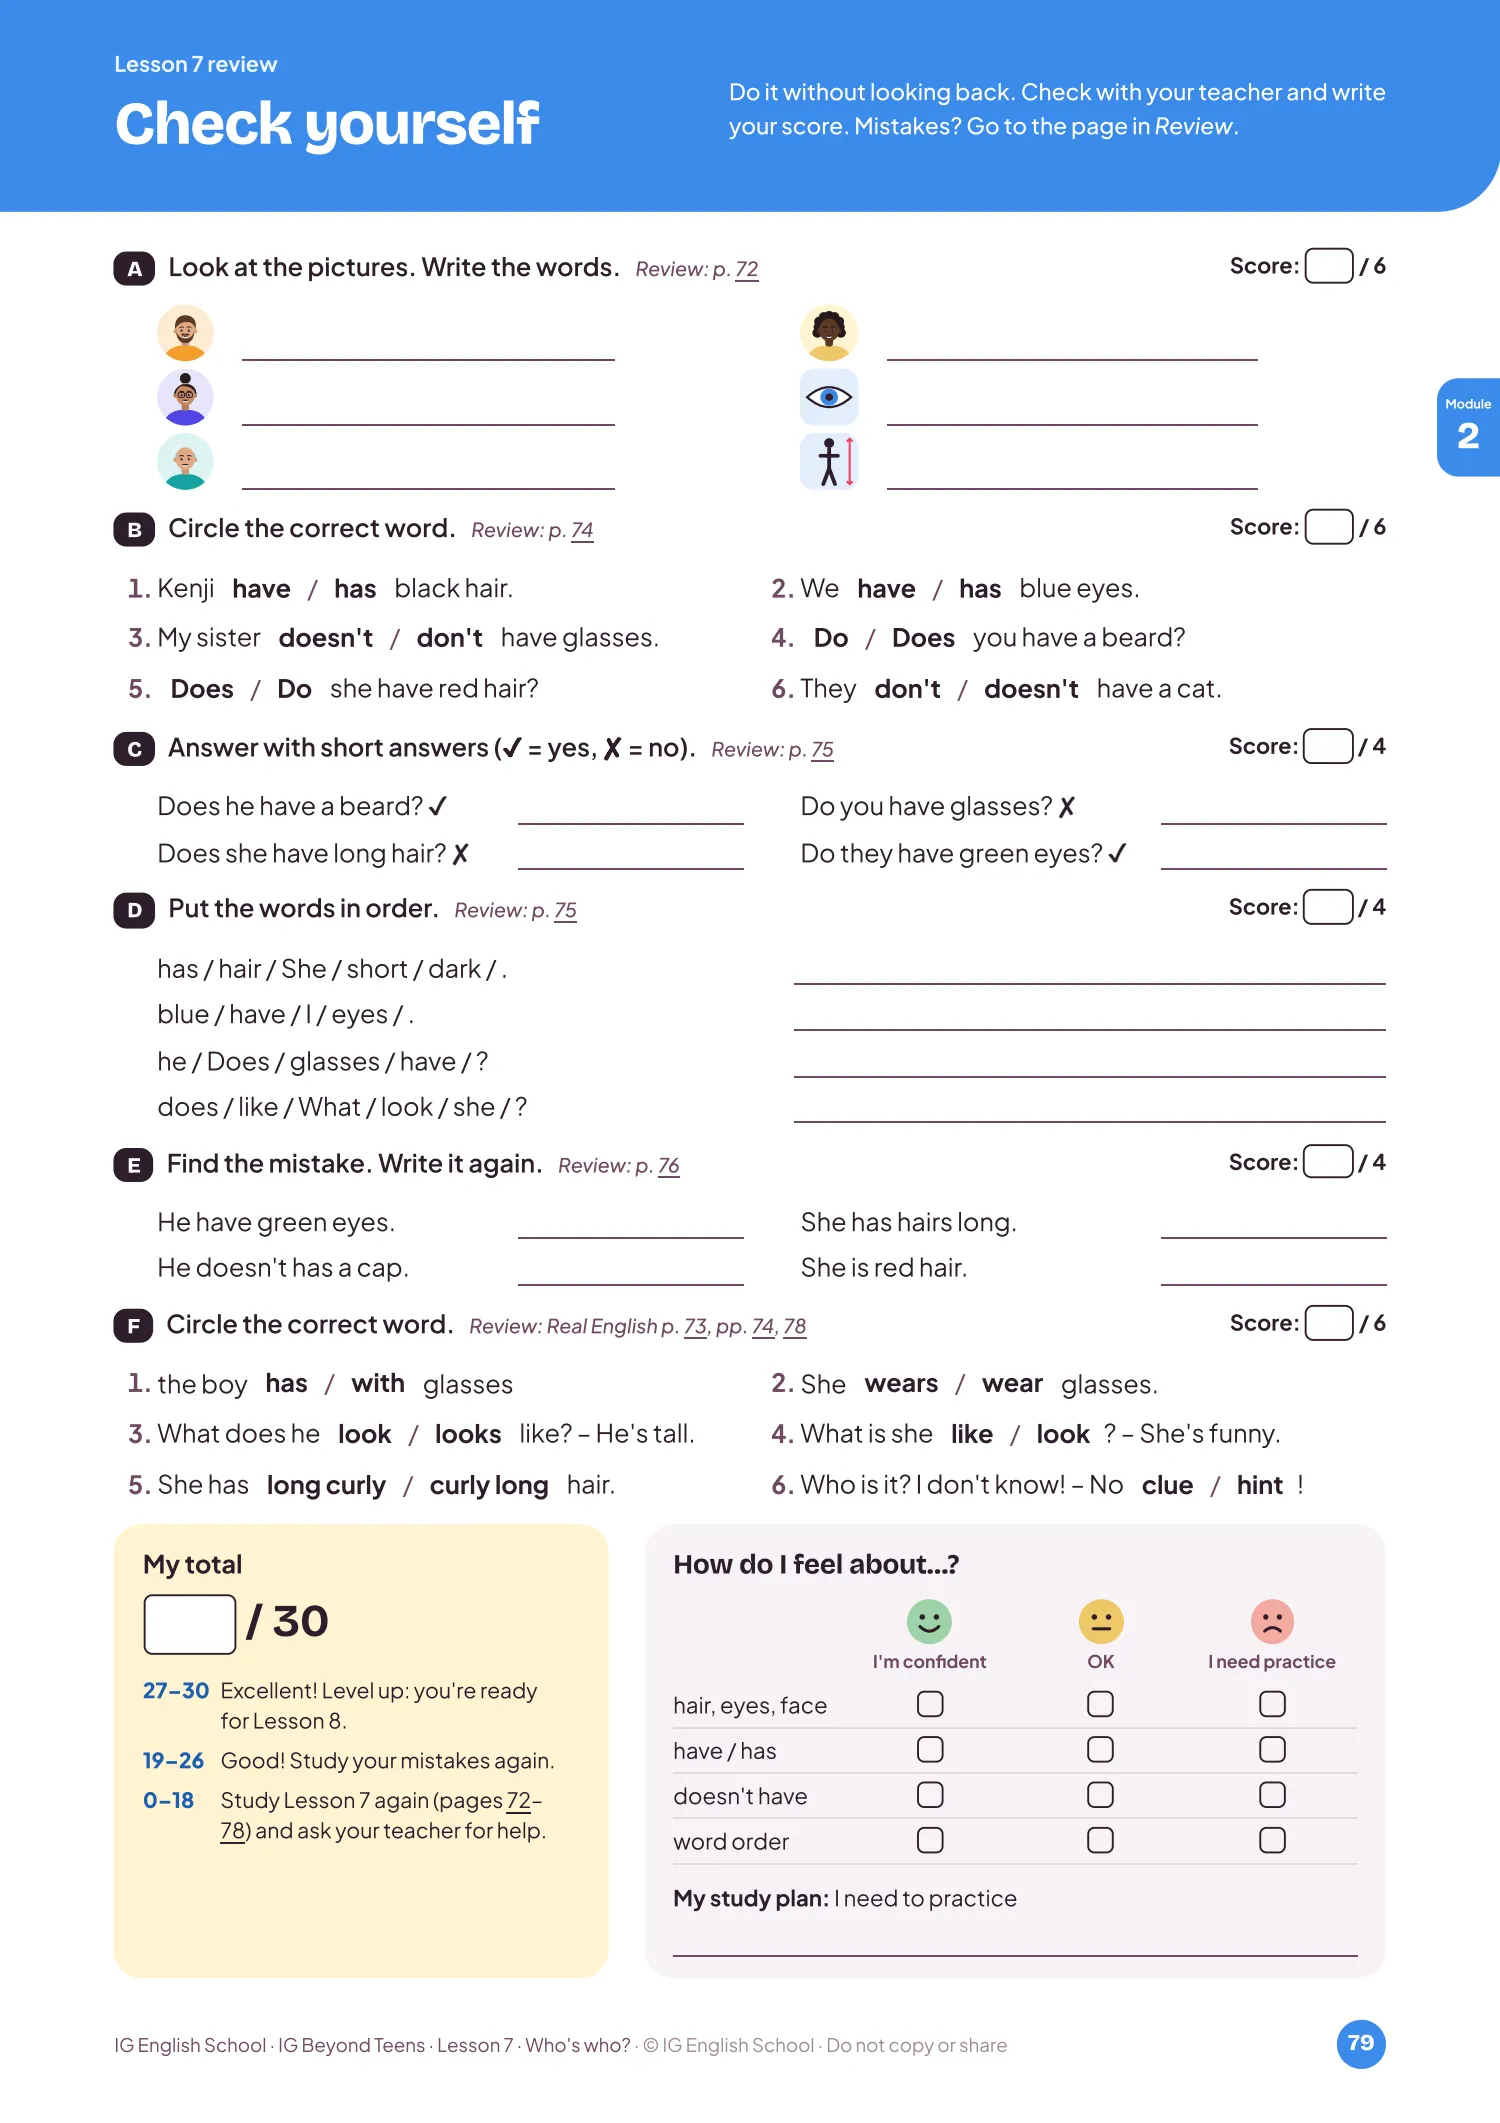 Lesson 7 review
Check yourself
Do it without looking back. Check with your teacher and write
your score. Mistakes? Go to the page in Review.
Module
2
A Look at the pictures. Write the words. Review: p. 72 Score: / 6
B Circle the correct word. Review: p. 74 Score: / 6
1. Kenji have / has black hair.
2. We have / has blue eyes.
3. My sister doesn't / don't have glasses.
4. Do / Does you have a beard?
5. Does / Do she have red hair?
6. They don't / doesn't have a cat.
C Answer with short answers (✓ = yes, ✗ = no). Review: p. 75 Score: / 4
Does he have a beard? ✓
Do you have glasses? ✗
Does she have long hair? ✗
Do they have green eyes? ✓
D Put the words in order. Review: p. 75 Score: / 4
has / hair / She / short / dark / .
blue / have / I / eyes / .
he / Does / glasses / have / ?
does / like / What / look / she / ?
E Find the mistake. Write it again. Review: p. 76 Score: / 4
He have green eyes.
She has hairs long.
He doesn't has a cap.
She is red hair.
F Circle the correct word. Review: Real English p. 73, pp. 74, 78 Score: / 6
1. the boy has / with glasses
2. She wears / wear glasses.
3. What does he look / looks like? – He's tall.
4. What is she like / look ? – She's funny.
5. She has long curly / curly long hair.
6. Who is it? I don't know! – No clue / hint !
My total
/ 30
27–30 Excellent! Level up: you're ready
for Lesson 8.
19–26 Good! Study your mistakes again.
0–18 Study Lesson 7 again (pages 72–
78) and ask your teacher for help.
How do I feel about...?
I'm confident OK I need practice
hair, eyes, face
have / has
doesn't have
word order
My study plan: I need to practice
IG English School · IG Beyond Teens · Lesson 7 · Who's who? · © IG English School · Do not copy or share
79